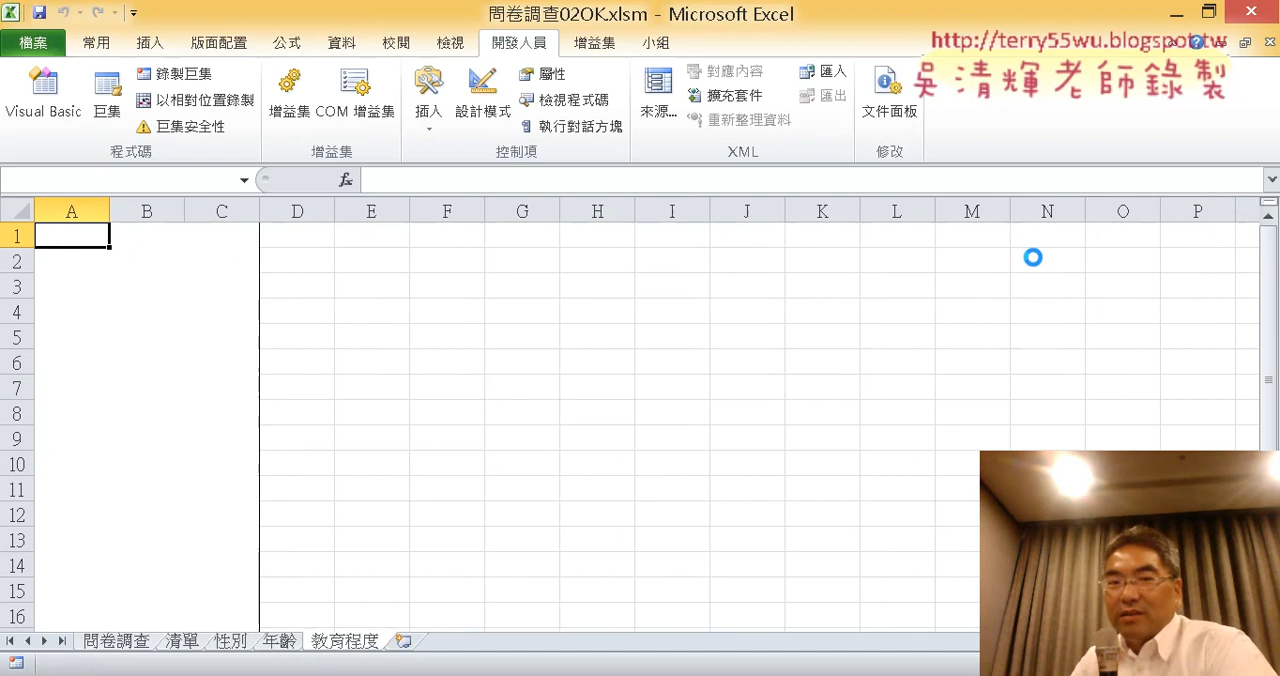 問卷調查02OK.xlsm - Microsoft Excel
檔案 常用 插入 版面配置 公式 資料 校閱 檢視 開發人員 增益集 小組
http://terry55wu.blogspot.tw
吳清輝老師錄製
Visual Basic 巨集 錄製巨集 以相對位置錄製 巨集安全性
增益集 COM 增益集
插入 設計模式 屬性 檢視程式碼 執行對話方塊
來源... 對應內容 擴充套件 重新整理資料 匯入 匯出
文件面板
程式碼 增益集 控制項 XML 修改
fx
A B C D E F G H I J K L M N O P
1
2
3
4
5
6
7
8
9
10
11
12
13
14
15
16
問卷調查 清單 性別 年齡 教育程度